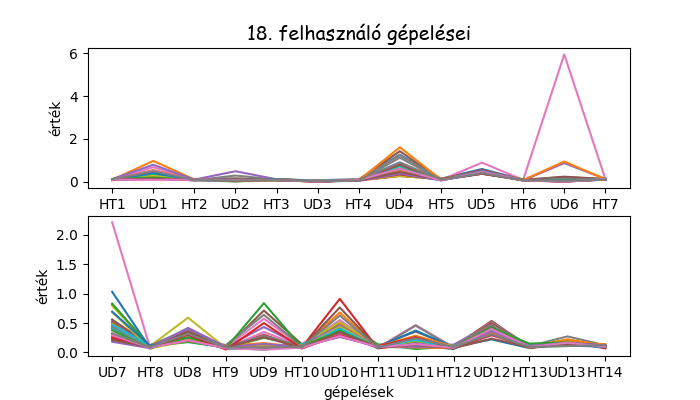 18. felhasználó gépelései
6
4
2
0
érték
HT1 UD1 HT2 UD2 HT3 UD3 HT4 UD4 HT5 UD5 HT6 UD6 HT7
2.0
1.5
1.0
0.5
0.0
érték
UD7 HT8 UD8 HT9 UD9 HT10 UD10 HT11 UD11 HT12 UD12 HT13 UD13 HT14
gépelések